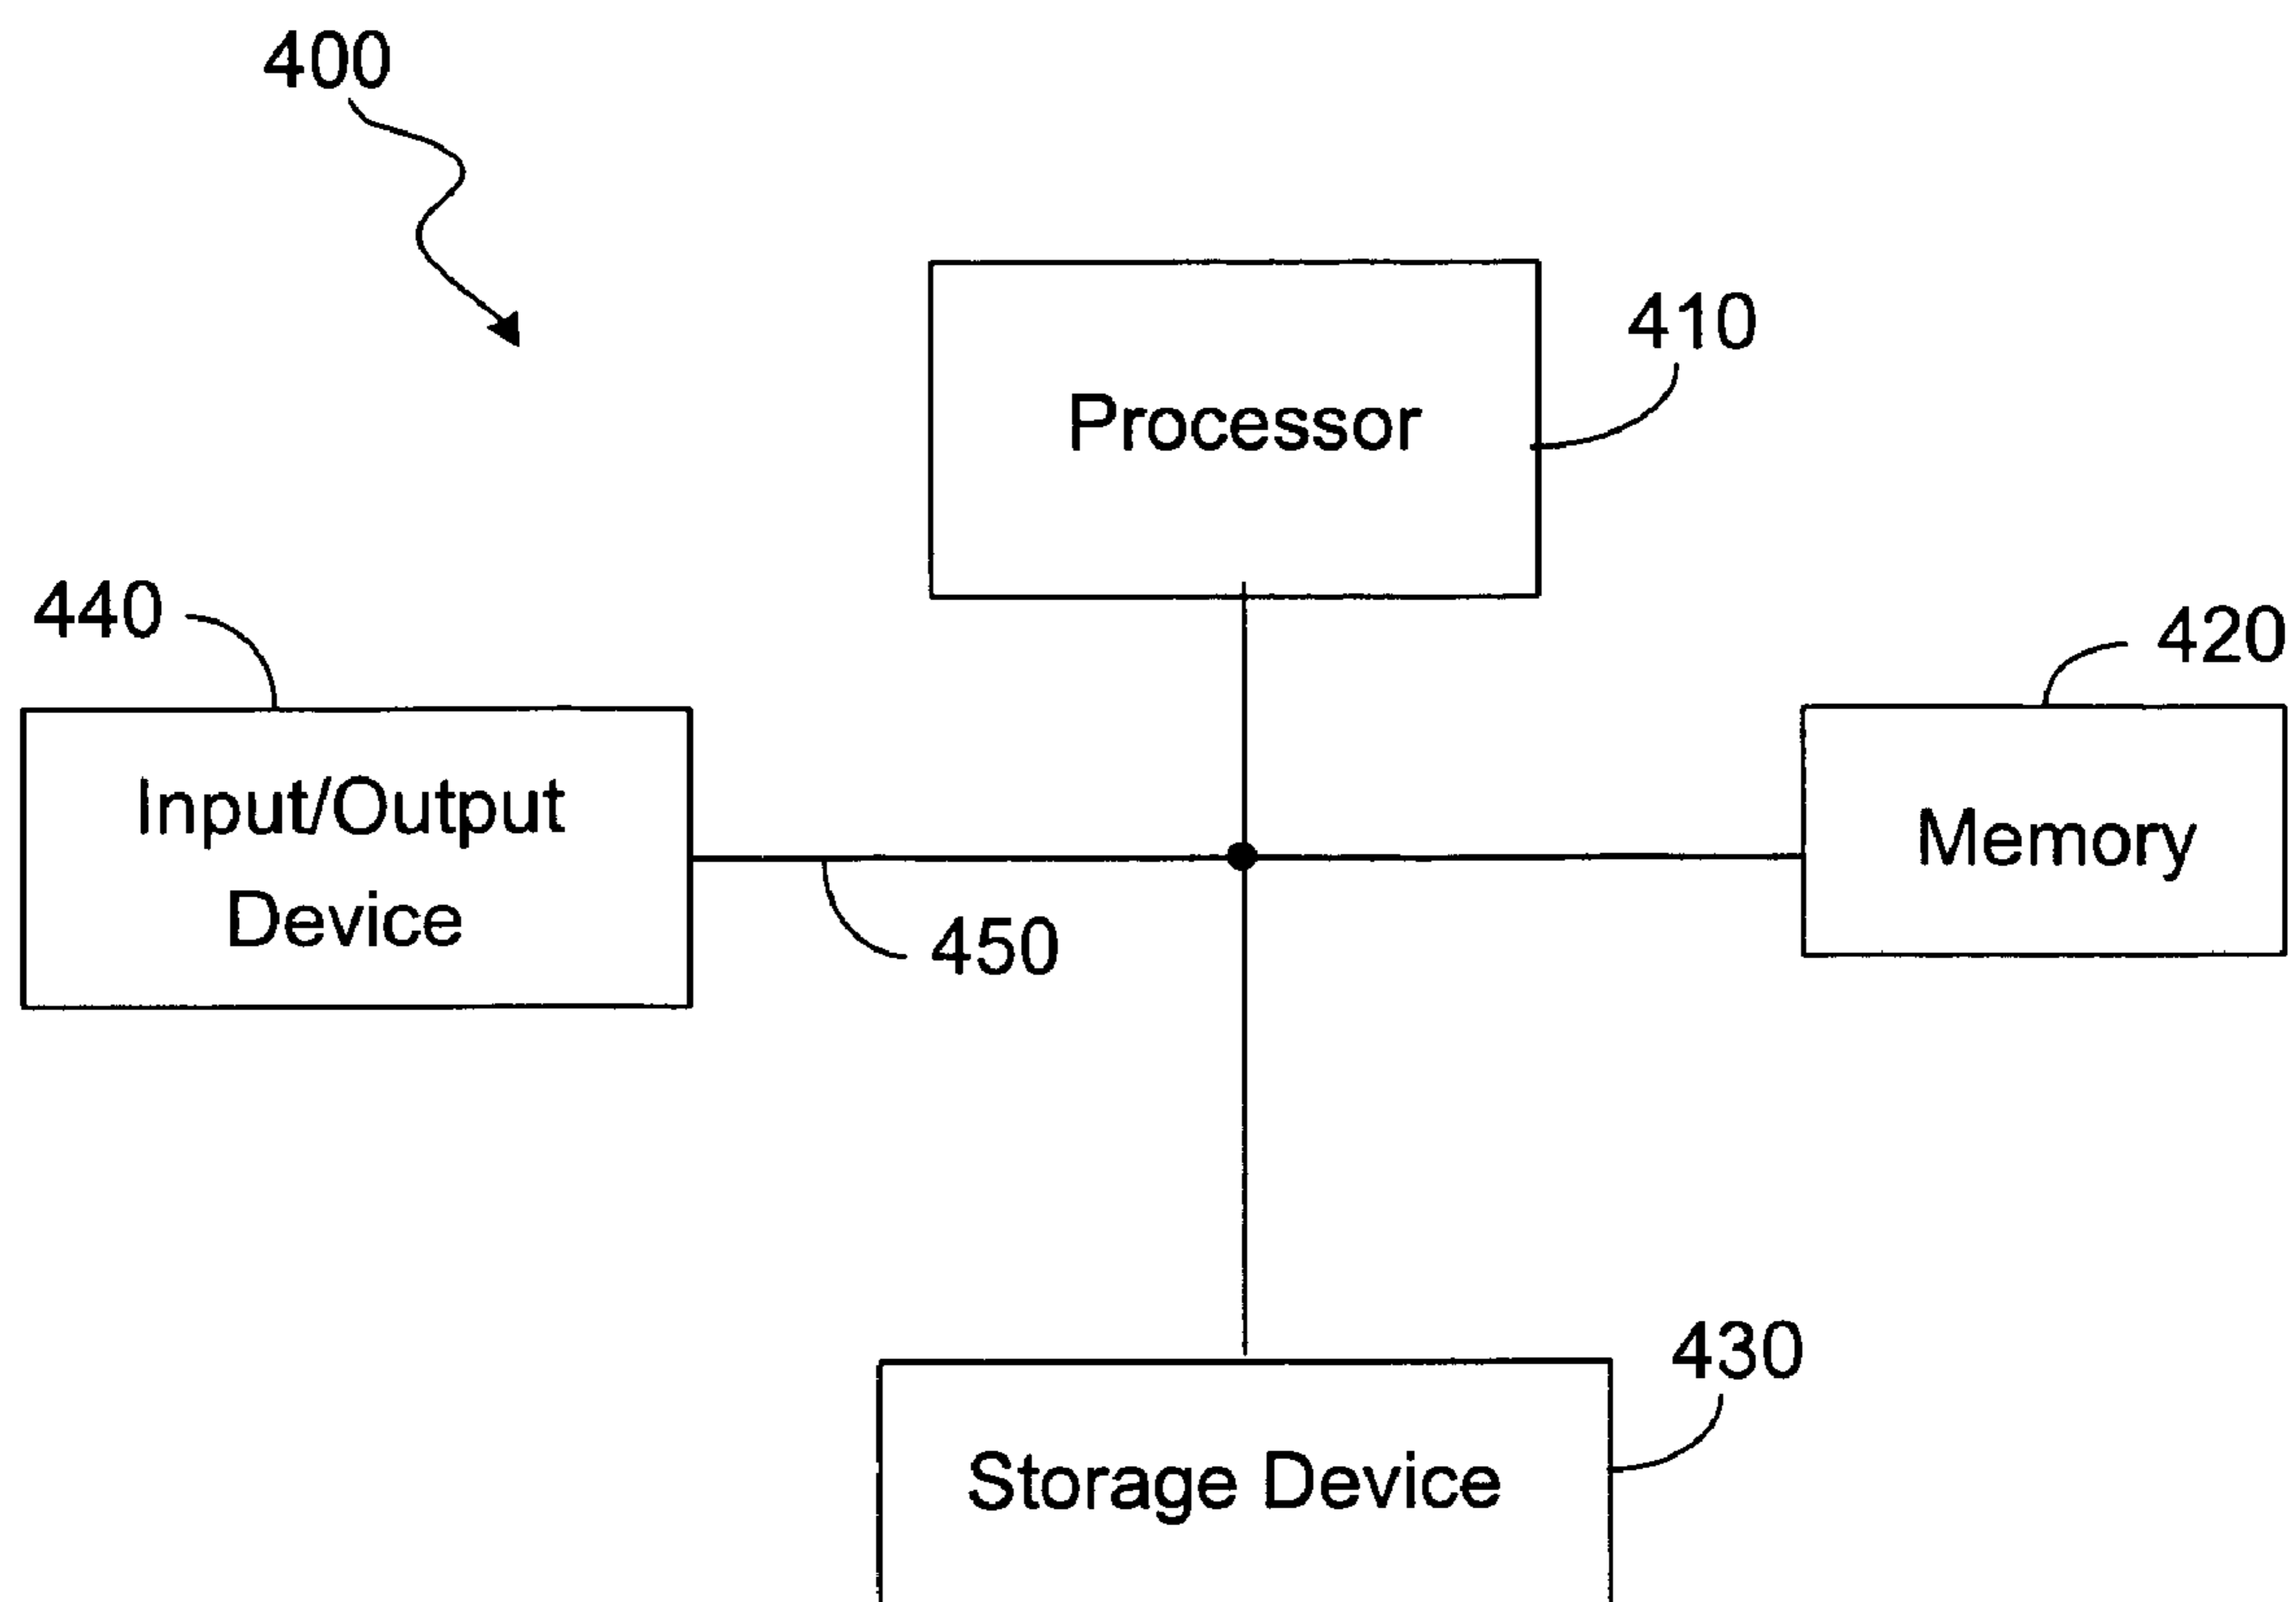 400
410
Processor
440
420
Input/Output
Device
Memory
450
430
Storage Device